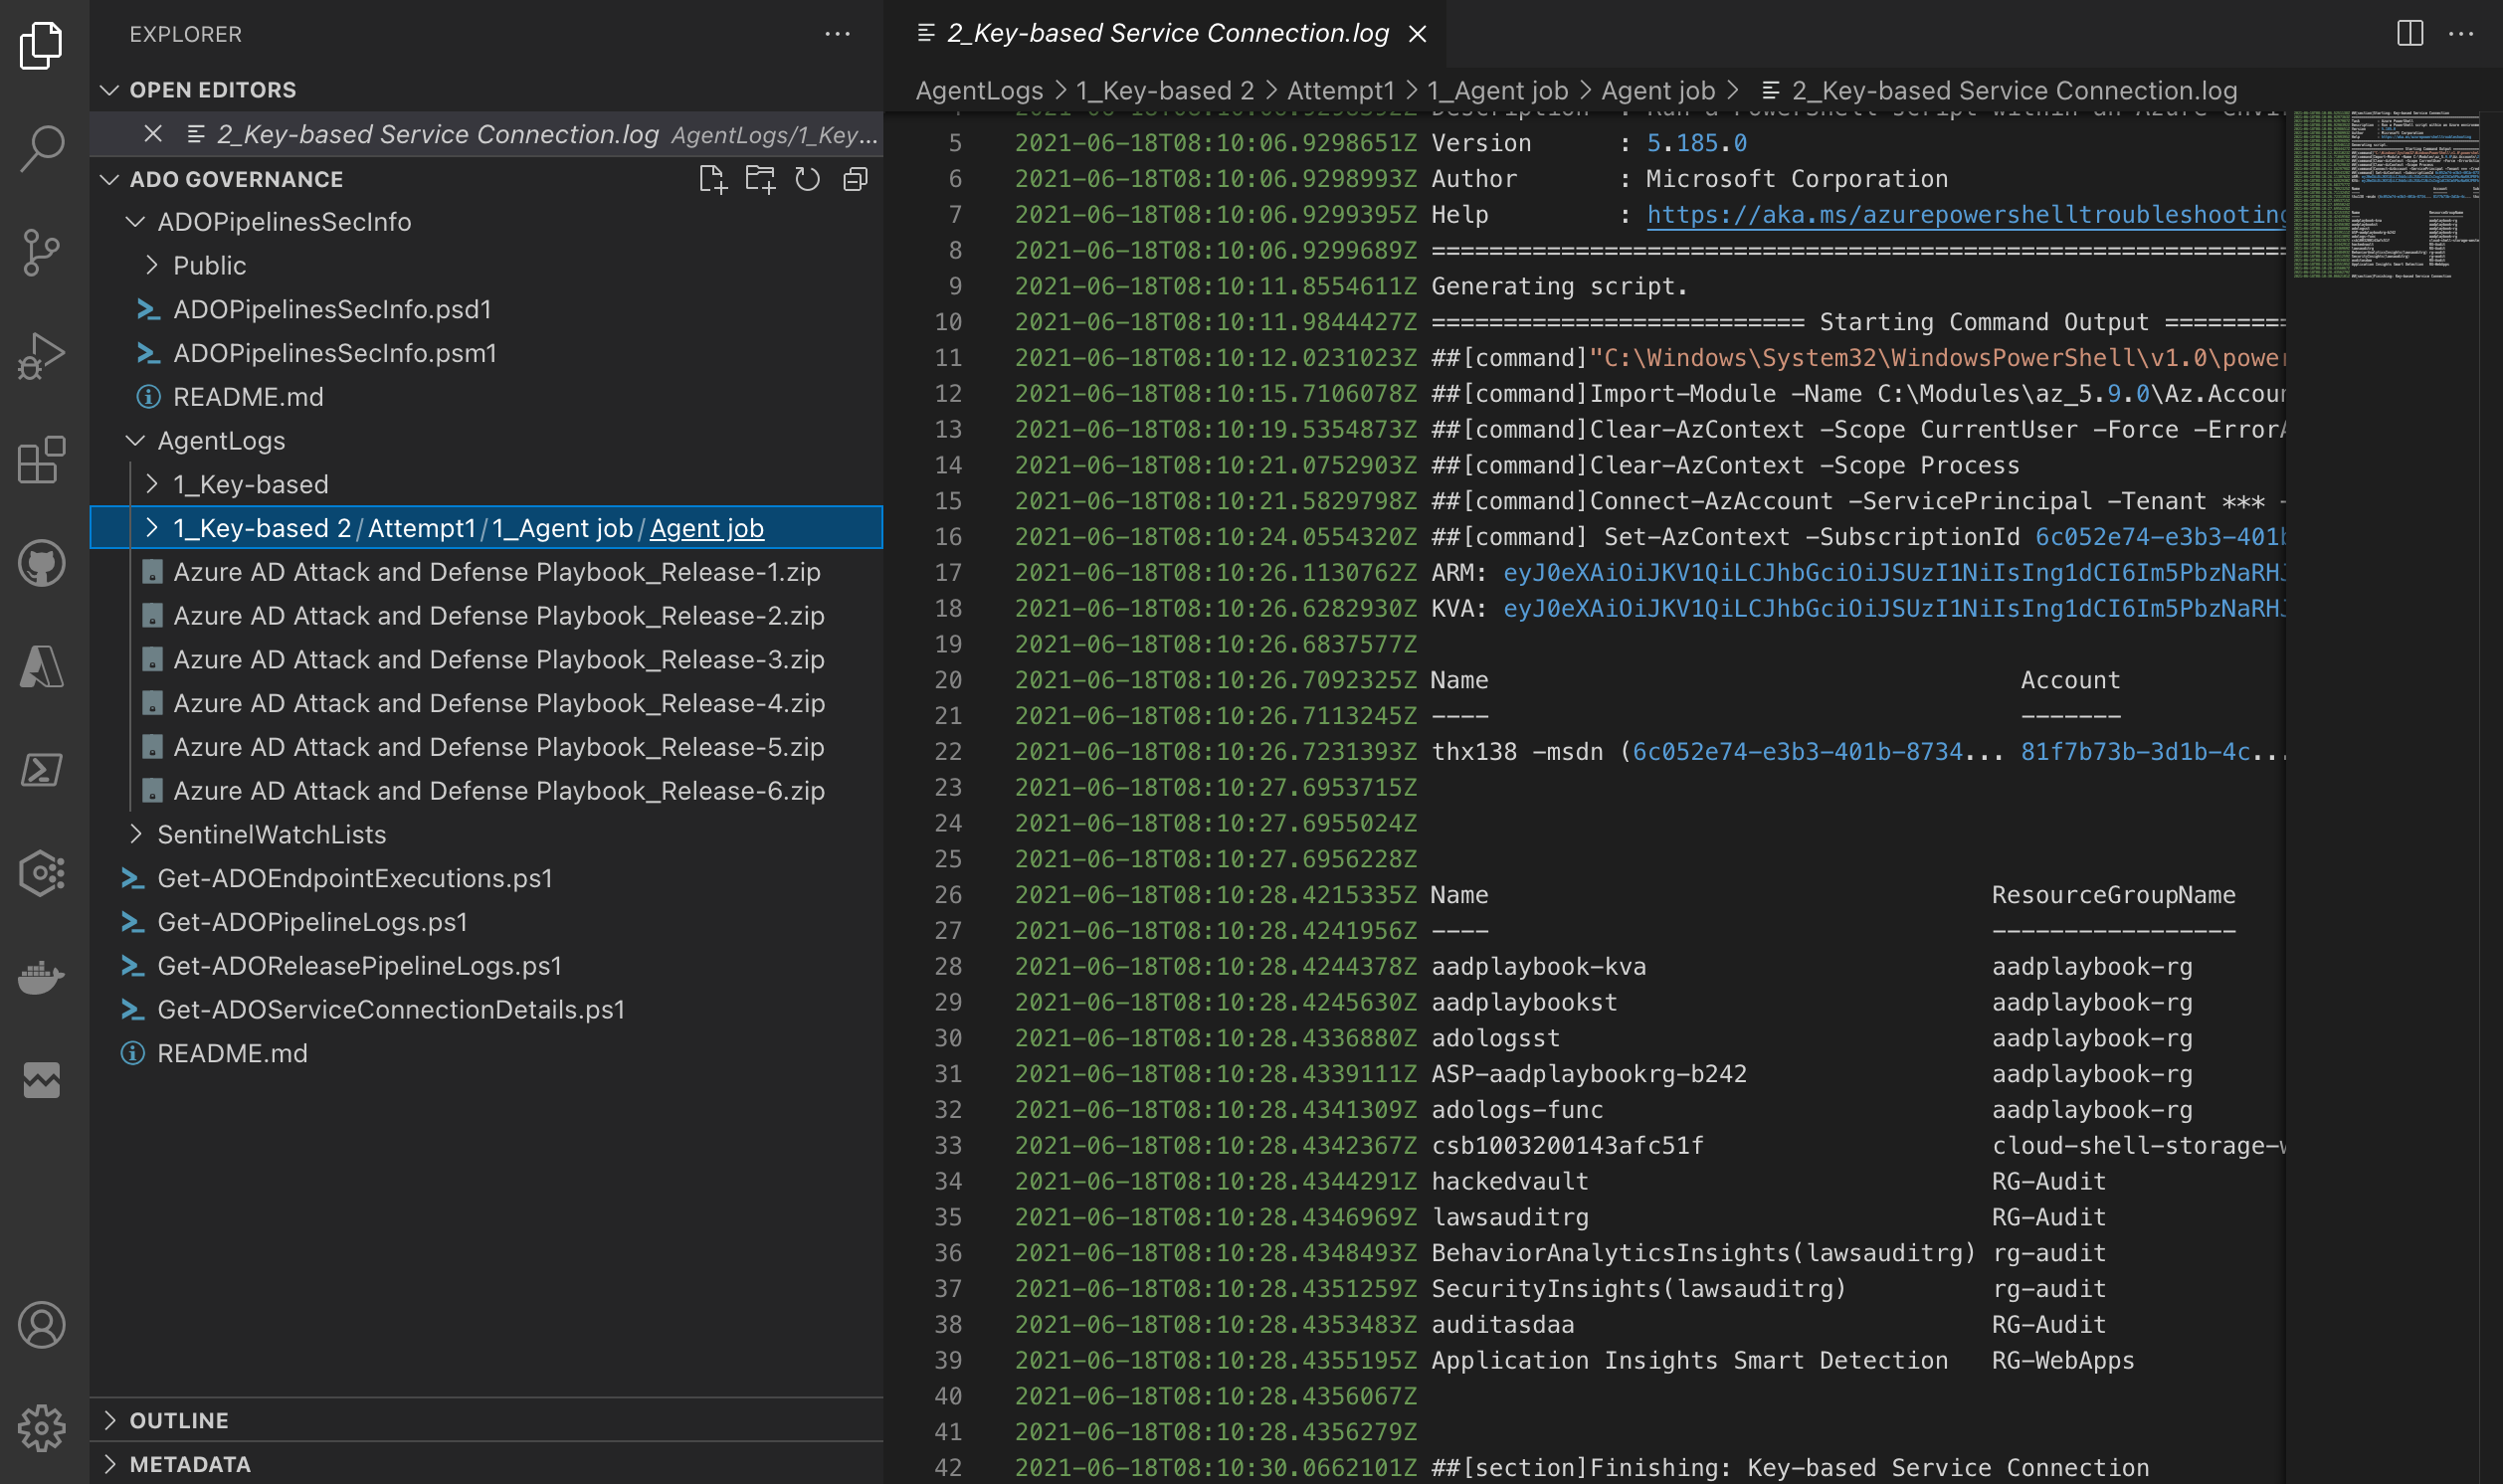 EXPLORER
OPEN EDITORS
2_Key-based Service Connection.log AgentLogs/1_Key...
ADO GOVERNANCE
ADOPipelinesSecInfo
Public
ADOPipelinesSecInfo.psd1
ADOPipelinesSecInfo.psm1
README.md
AgentLogs
1_Key-based
1_Key-based 2/Attempt1/1_Agent job/Agent job
Azure AD Attack and Defense Playbook_Release-1.zip
Azure AD Attack and Defense Playbook_Release-2.zip
Azure AD Attack and Defense Playbook_Release-3.zip
Azure AD Attack and Defense Playbook_Release-4.zip
Azure AD Attack and Defense Playbook_Release-5.zip
Azure AD Attack and Defense Playbook_Release-6.zip
SentinelWatchLists
Get-ADOEndpointExecutions.ps1
Get-ADOPipelineLogs.ps1
Get-ADOReleasePipelineLogs.ps1
Get-ADOServiceConnectionDetails.ps1
README.md
OUTLINE
METADATA
2_Key-based Service Connection.log
AgentLogs > 1_Key-based 2 > Attempt1 > 1_Agent job > Agent job > 2_Key-based Service Connection.log
5 2021-06-18T08:10:06.9298651Z Version : 5.185.0
6 2021-06-18T08:10:06.9298993Z Author : Microsoft Corporation
7 2021-06-18T08:10:06.9299395Z Help : https://aka.ms/azurepowershelltroubleshooting
8 2021-06-18T08:10:06.9299689Z ============================================================
9 2021-06-18T08:10:11.8554611Z Generating script.
10 2021-06-18T08:10:11.9844427Z ========================== Starting Command Output =========
11 2021-06-18T08:10:12.0231023Z ##[command]"C:\Windows\System32\WindowsPowerShell\v1.0\power
12 2021-06-18T08:10:15.7106078Z ##[command]Import-Module -Name C:\Modules\az_5.9.0\Az.Accoun
13 2021-06-18T08:10:19.5354873Z ##[command]Clear-AzContext -Scope CurrentUser -Force -ErrorA
14 2021-06-18T08:10:21.0752903Z ##[command]Clear-AzContext -Scope Process
15 2021-06-18T08:10:21.5829798Z ##[command]Connect-AzAccount -ServicePrincipal -Tenant *** -
16 2021-06-18T08:10:24.0554320Z ##[command] Set-AzContext -SubscriptionId 6c052e74-e3b3-401b
17 2021-06-18T08:10:26.1130762Z ARM: eyJ0eXAiOiJKV1QiLCJhbGciOiJSUzI1NiIsIng1dCI6Im5PbzNaRHJ
18 2021-06-18T08:10:26.6282930Z KVA: eyJ0eXAiOiJKV1QiLCJhbGciOiJSUzI1NiIsIng1dCI6Im5PbzNaRHJ
19 2021-06-18T08:10:26.6837577Z
20 2021-06-18T08:10:26.7092325Z Name Account
21 2021-06-18T08:10:26.7113245Z ---- -------
22 2021-06-18T08:10:26.7231393Z thx138 -msdn (6c052e74-e3b3-401b-8734... 81f7b73b-3d1b-4c...
23 2021-06-18T08:10:27.6953715Z
24 2021-06-18T08:10:27.6955024Z
25 2021-06-18T08:10:27.6956228Z
26 2021-06-18T08:10:28.4215335Z Name ResourceGroupName
27 2021-06-18T08:10:28.4241956Z ---- -----------------
28 2021-06-18T08:10:28.4244378Z aadplaybook-kva aadplaybook-rg
29 2021-06-18T08:10:28.4245630Z aadplaybookst aadplaybook-rg
30 2021-06-18T08:10:28.4336880Z adologsst aadplaybook-rg
31 2021-06-18T08:10:28.4339111Z ASP-aadplaybookrg-b242 aadplaybook-rg
32 2021-06-18T08:10:28.4341309Z adologs-func aadplaybook-rg
33 2021-06-18T08:10:28.4342367Z csb1003200143afc51f cloud-shell-storage-w
34 2021-06-18T08:10:28.4344291Z hackedvault RG-Audit
35 2021-06-18T08:10:28.4346969Z lawsauditrg RG-Audit
36 2021-06-18T08:10:28.4348493Z BehaviorAnalyticsInsights(lawsauditrg) rg-audit
37 2021-06-18T08:10:28.4351259Z SecurityInsights(lawsauditrg) rg-audit
38 2021-06-18T08:10:28.4353483Z auditasdaa RG-Audit
39 2021-06-18T08:10:28.4355195Z Application Insights Smart Detection RG-WebApps
40 2021-06-18T08:10:28.4356067Z
41 2021-06-18T08:10:28.4356279Z
42 2021-06-18T08:10:30.0662101Z ##[section]Finishing: Key-based Service Connection